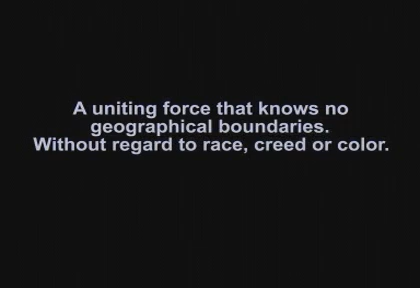 A uniting force that knows no
geographical boundaries.
Without regard to race, creed or color.